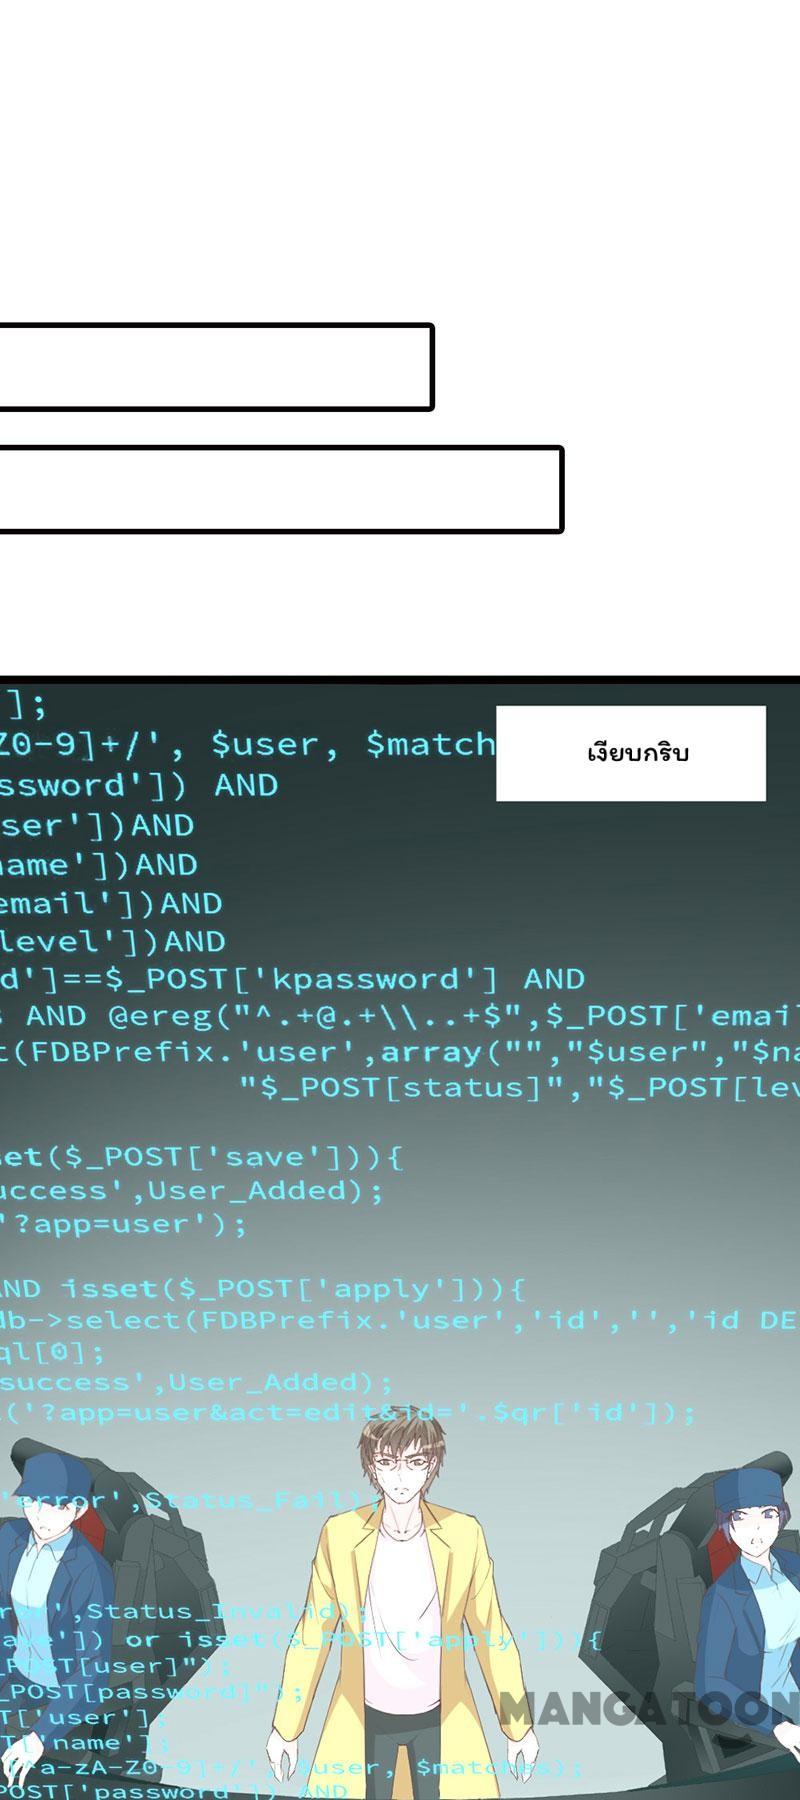 ];
เงียบกริบ
Z0-9]+/', $user, $match
ssword']) AND
ser'])AND
name'])AND
email'])AND
level'])AND
d']==$_POST['kpassword'] AND
AND @ereg("^.+@.+\\..+$",$_POST['email
t(FDBPrefix.'user',array("","$user","$na
"$_POST[status]","$_POST[lev
set($_POST['save'])){
uccess',User_Added);
'?app=user');
AND isset($_POST['apply'])){
db->select(FDBPrefix.'user','id','','id DE
ql[0];
success',User_Added);
('?app=user&act=edit&id='.$qr['id']);
'error',Status_Fail);
ror',Status_Invalid);
ave']) or isset($_POST['apply'])){
_POST[user]");
_POST[password]");
T['user'];
T['name'];
[^a-zA-Z0-9]+/', $user, $matches);
POST['password']) AND
MANGATOON